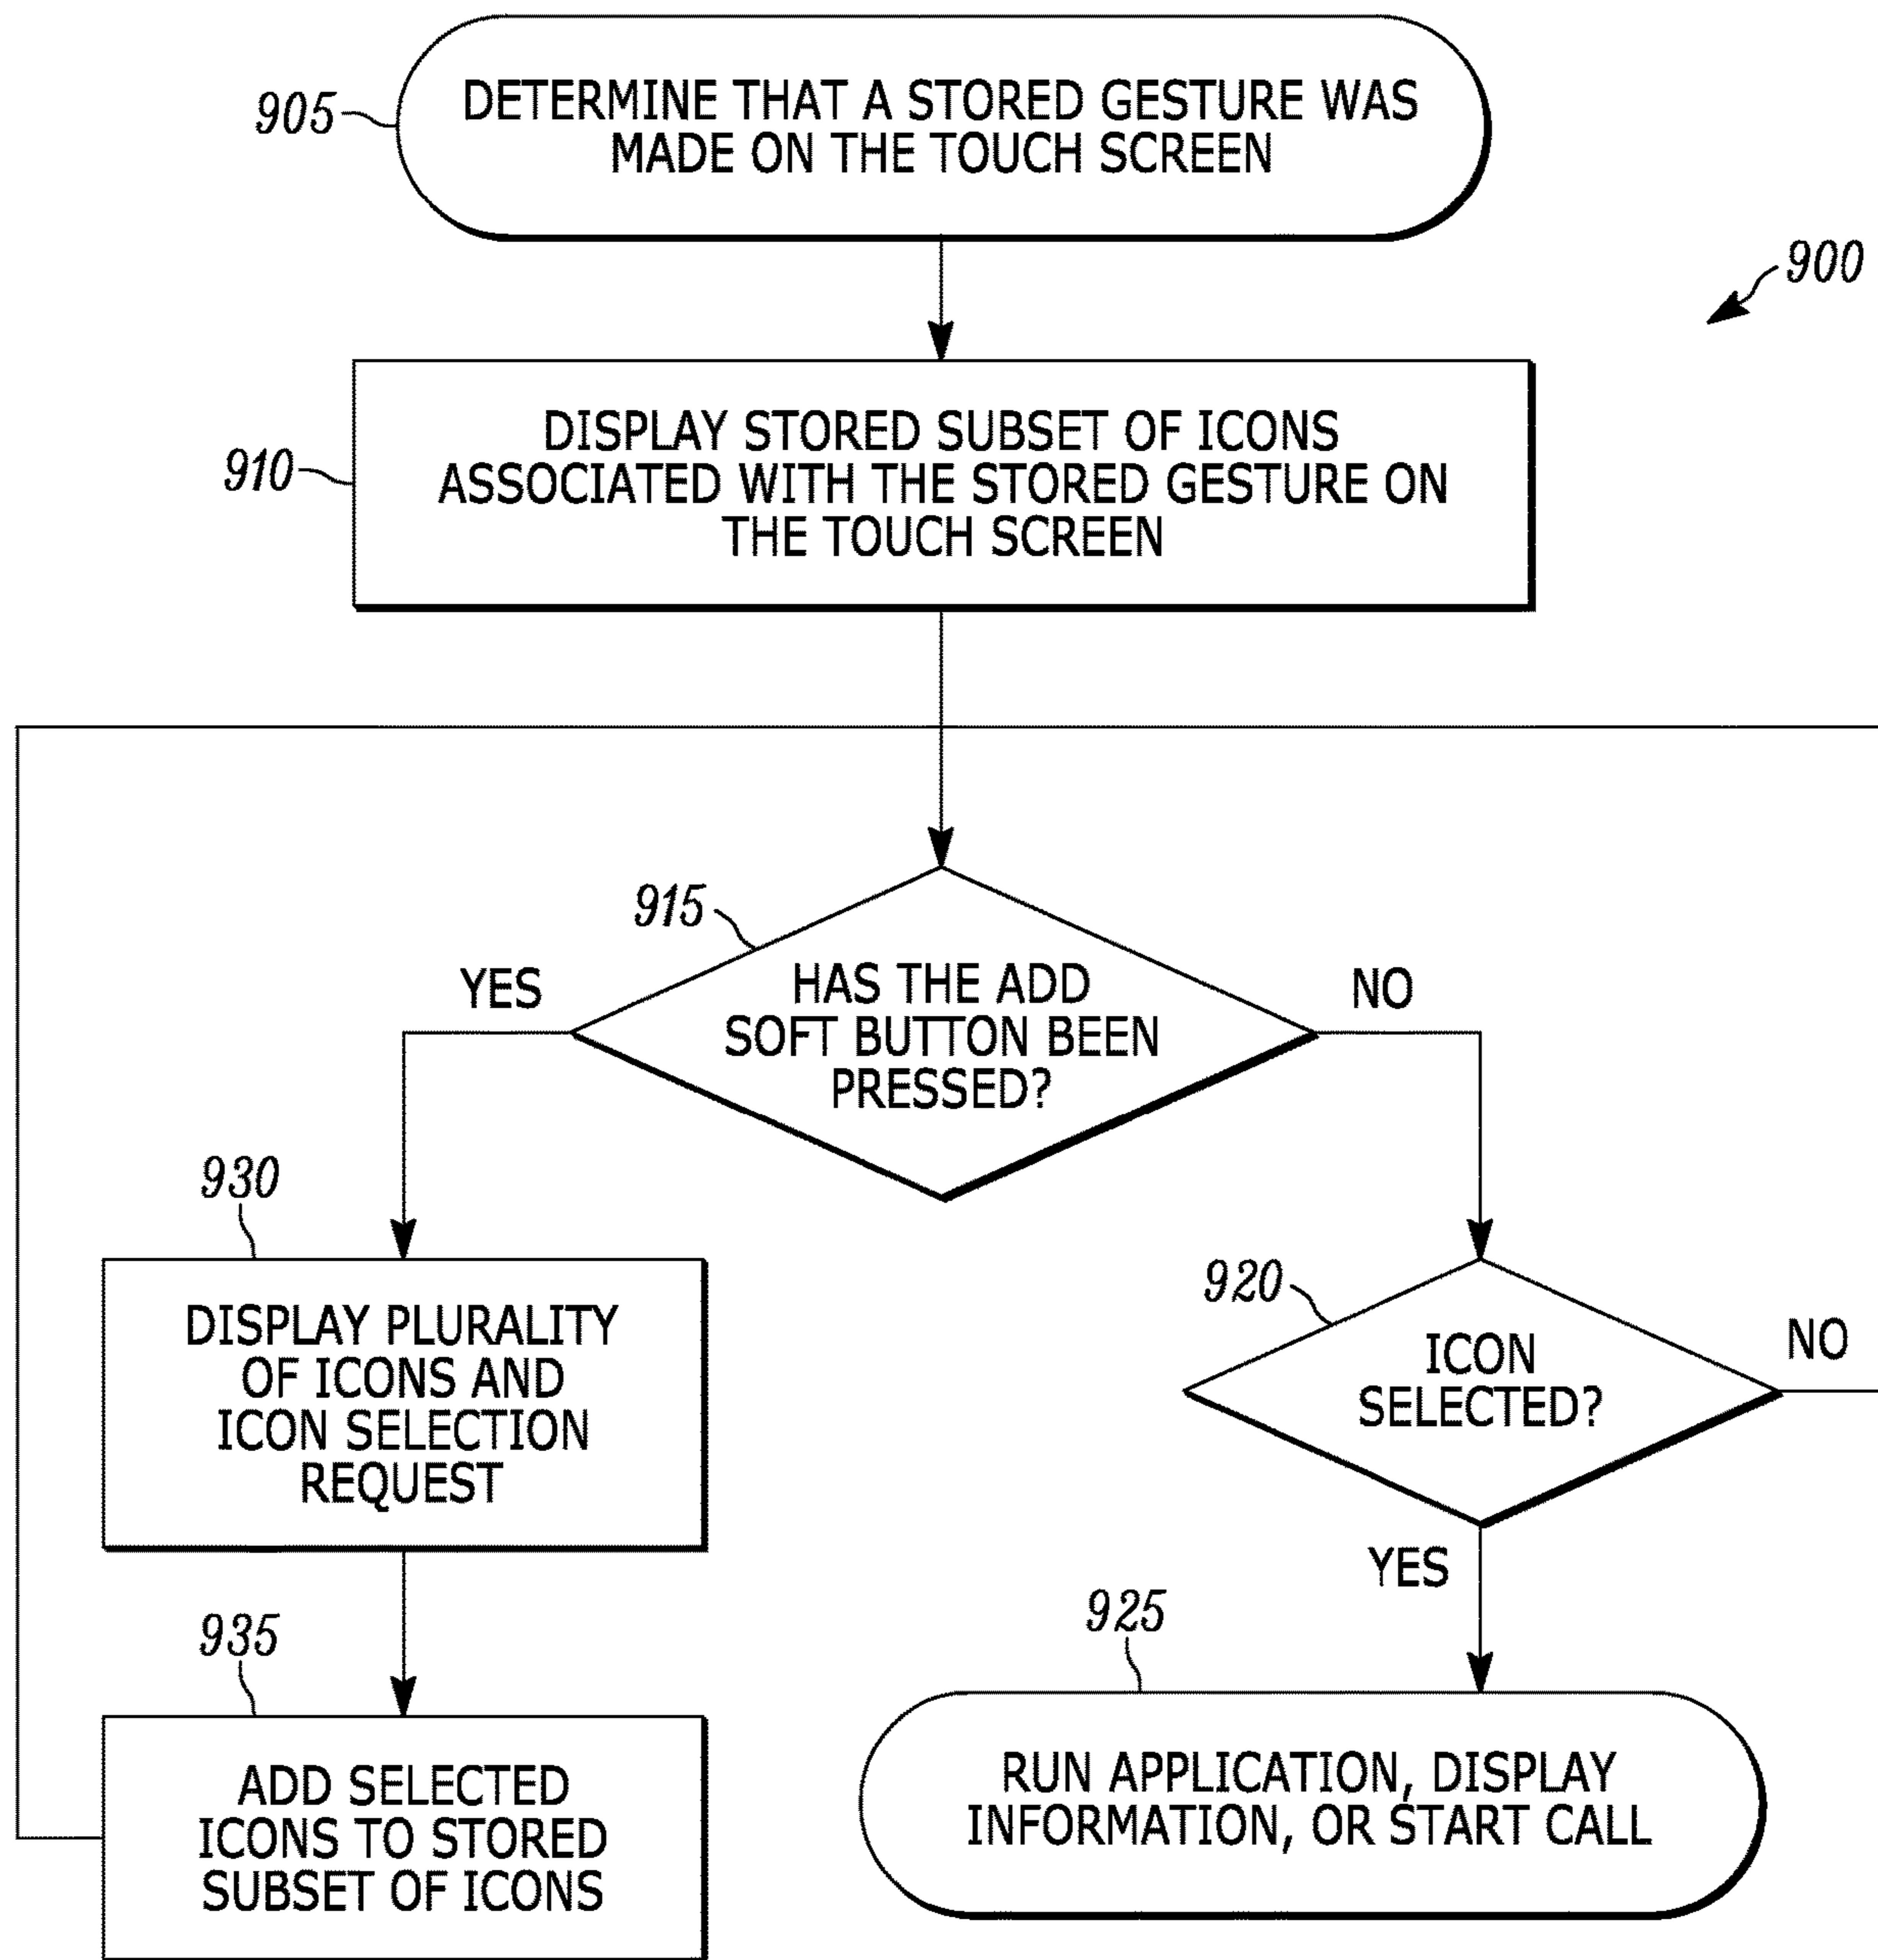 905
DETERMINE THAT A STORED GESTURE WAS
MADE ON THE TOUCH SCREEN
900
910
DISPLAY STORED SUBSET OF ICONS
ASSOCIATED WITH THE STORED GESTURE ON
THE TOUCH SCREEN
915
YES
HAS THE ADD
SOFT BUTTON BEEN
PRESSED?
NO
930
DISPLAY PLURALITY
OF ICONS AND
ICON SELECTION
REQUEST
920
ICON
SELECTED?
NO
YES
935
ADD SELECTED
ICONS TO STORED
SUBSET OF ICONS
925
RUN APPLICATION, DISPLAY
INFORMATION, OR START CALL